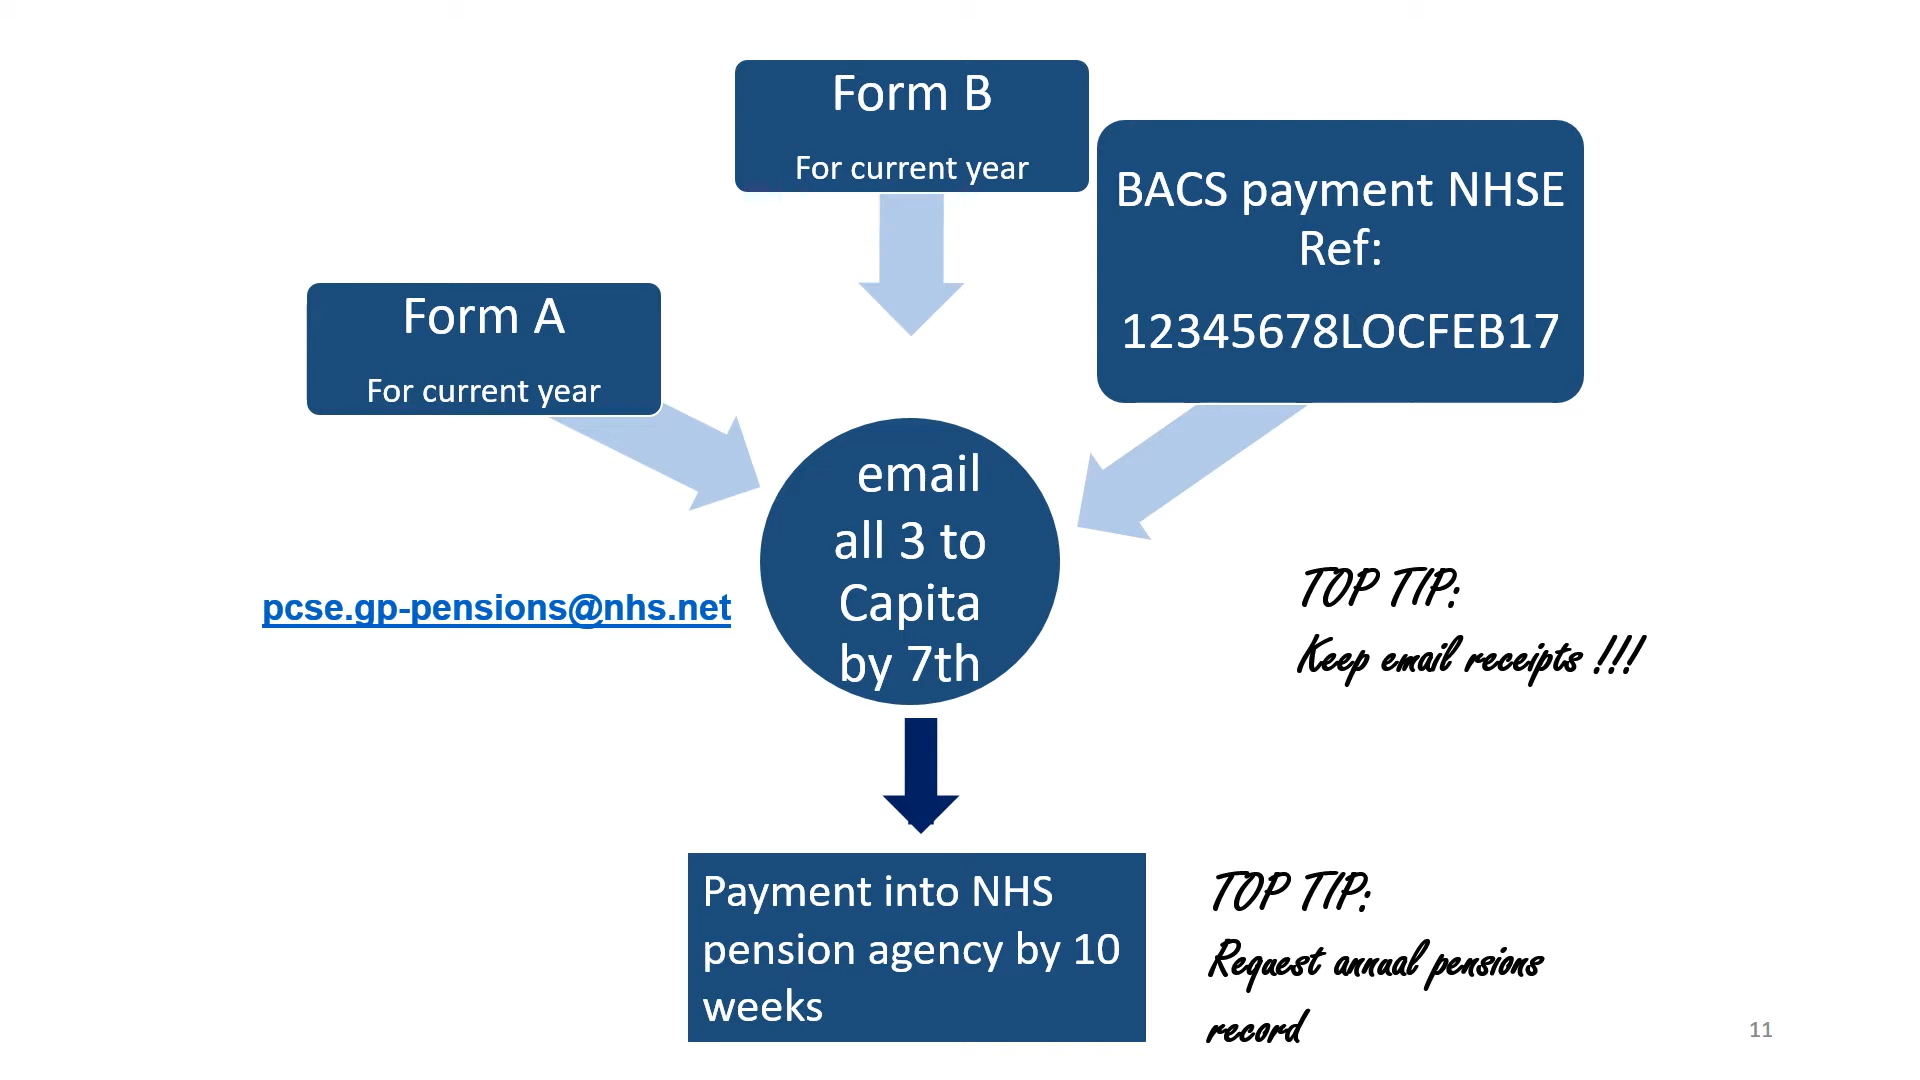 Form B
For current year
BACS payment NHSE
Ref:
12345678LOCFEB17
Form A
For current year
email
all 3 to
Capita
by 7th
pcse.gp-pensions@nhs.net
TOP TIP:
Keep email receipts !!!
Payment into NHS
pension agency by 10
weeks
TOP TIP:
Request annual pensions
record
11